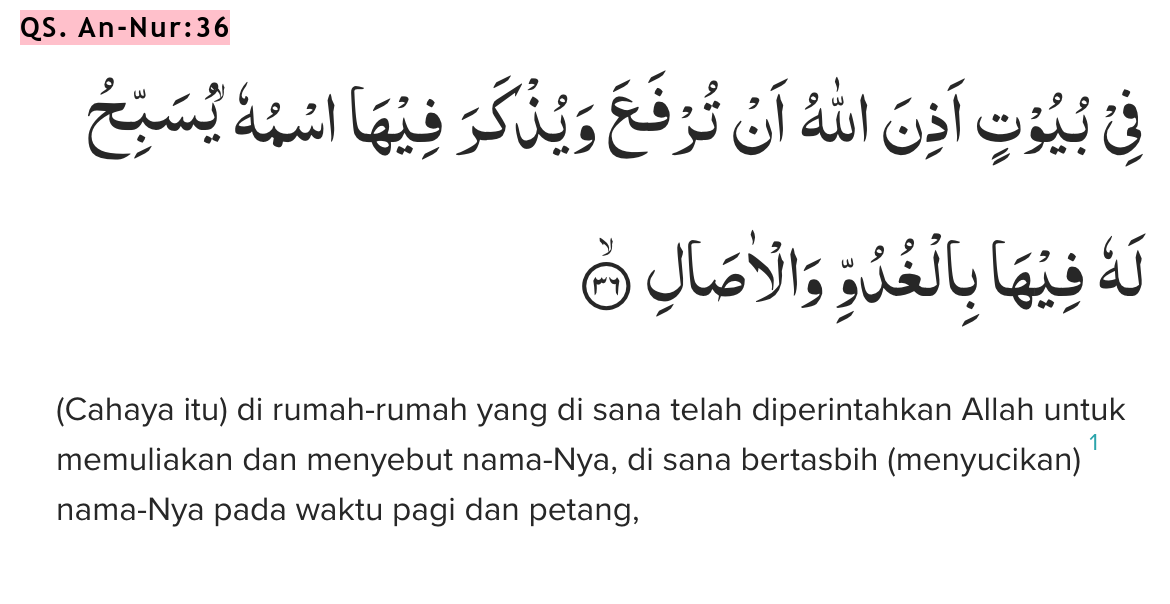 QS. An-Nur:36
فِيْ بُيُوْتٍ اَذِنَ اللّٰهُ اَنْ تُرْفَعَ وَيُذْكَرَ فِيْهَا اسْمُهٗۙ يُسَبِّحُ
لَهٗ فِيْهَا بِالْغُدُوِّ وَالْاٰصَالِ ۙ ٣٦
(Cahaya itu) di rumah-rumah yang di sana telah diperintahkan Allah untuk
memuliakan dan menyebut nama-Nya, di sana bertasbih (menyucikan) 1
nama-Nya pada waktu pagi dan petang,